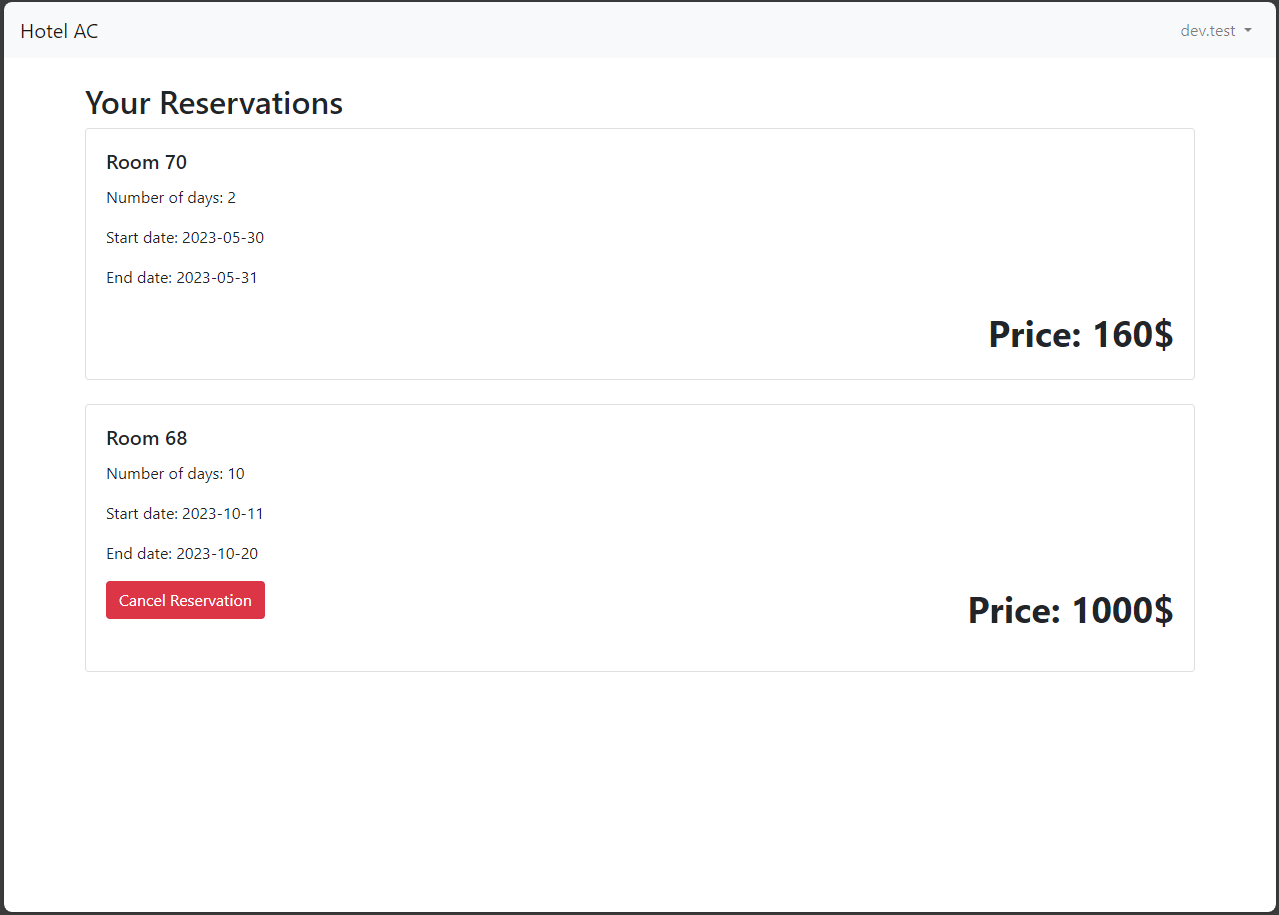 Hotel AC
dev.test
Your Reservations
Room 70
Number of days: 2
Start date: 2023-05-30
End date: 2023-05-31
Price: 160$
Room 68
Number of days: 10
Start date: 2023-10-11
End date: 2023-10-20
Cancel Reservation
Price: 1000$